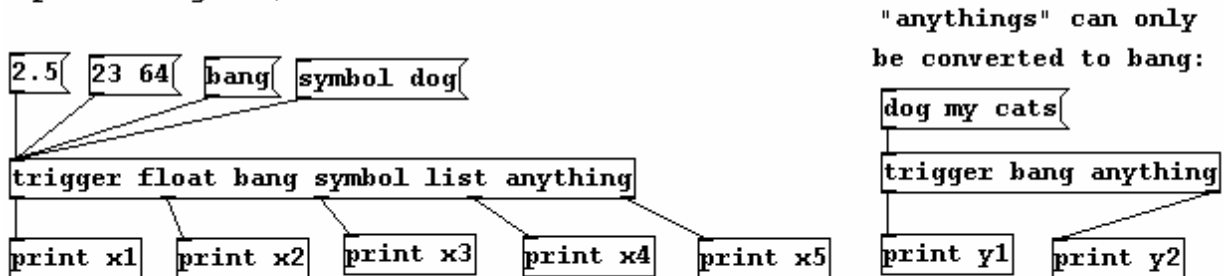 "anythings" can only
be converted to bang:
2.5
23 64
bang
symbol dog
trigger float bang symbol list anything
print x1
print x2
print x3
print x4
print x5
dog my cats
trigger bang anything
print y1
print y2